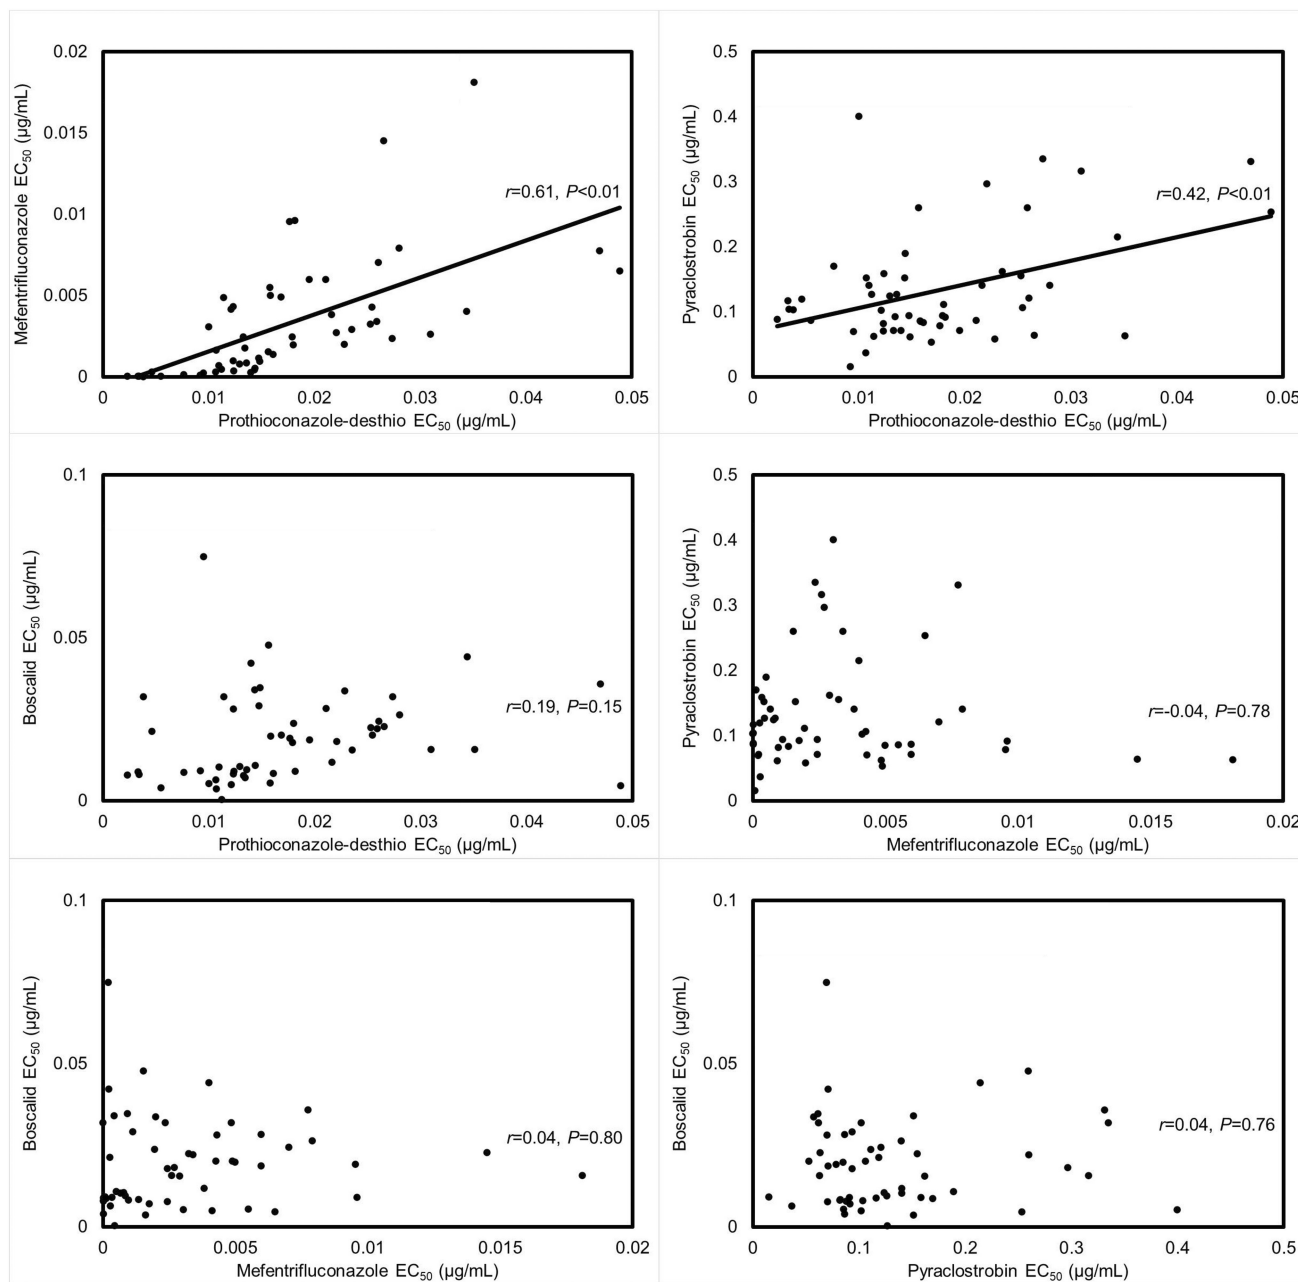 0.02
0.015
0.01
0.005
0
Mefentrifluconazole EC50 (µg/mL)
r=0.61, P<0.01
0 0.01 0.02 0.03 0.04 0.05
Prothioconazole-desthio EC50 (µg/mL)
0.5
0.4
0.3
0.2
0.1
0
Pyraclostrobin EC50 (µg/mL)
r=0.42, P<0.01
0 0.01 0.02 0.03 0.04 0.05
Prothioconazole-desthio EC50 (µg/mL)
0.1
0.05
0
Boscalid EC50 (µg/mL)
r=0.19, P=0.15
0 0.01 0.02 0.03 0.04 0.05
Prothioconazole-desthio EC50 (µg/mL)
0.5
0.4
0.3
0.2
0.1
0
Pyraclostrobin EC50 (µg/mL)
r=-0.04, P=0.78
0 0.005 0.01 0.015 0.02
Mefentrifluconazole EC50 (µg/mL)
0.1
0.05
0
Boscalid EC50 (µg/mL)
r=0.04, P=0.80
0 0.005 0.01 0.015 0.02
Mefentrifluconazole EC50 (µg/mL)
0.1
0.05
0
Boscalid EC50 (µg/mL)
r=0.04, P=0.76
0 0.1 0.2 0.3 0.4 0.5
Pyraclostrobin EC50 (µg/mL)